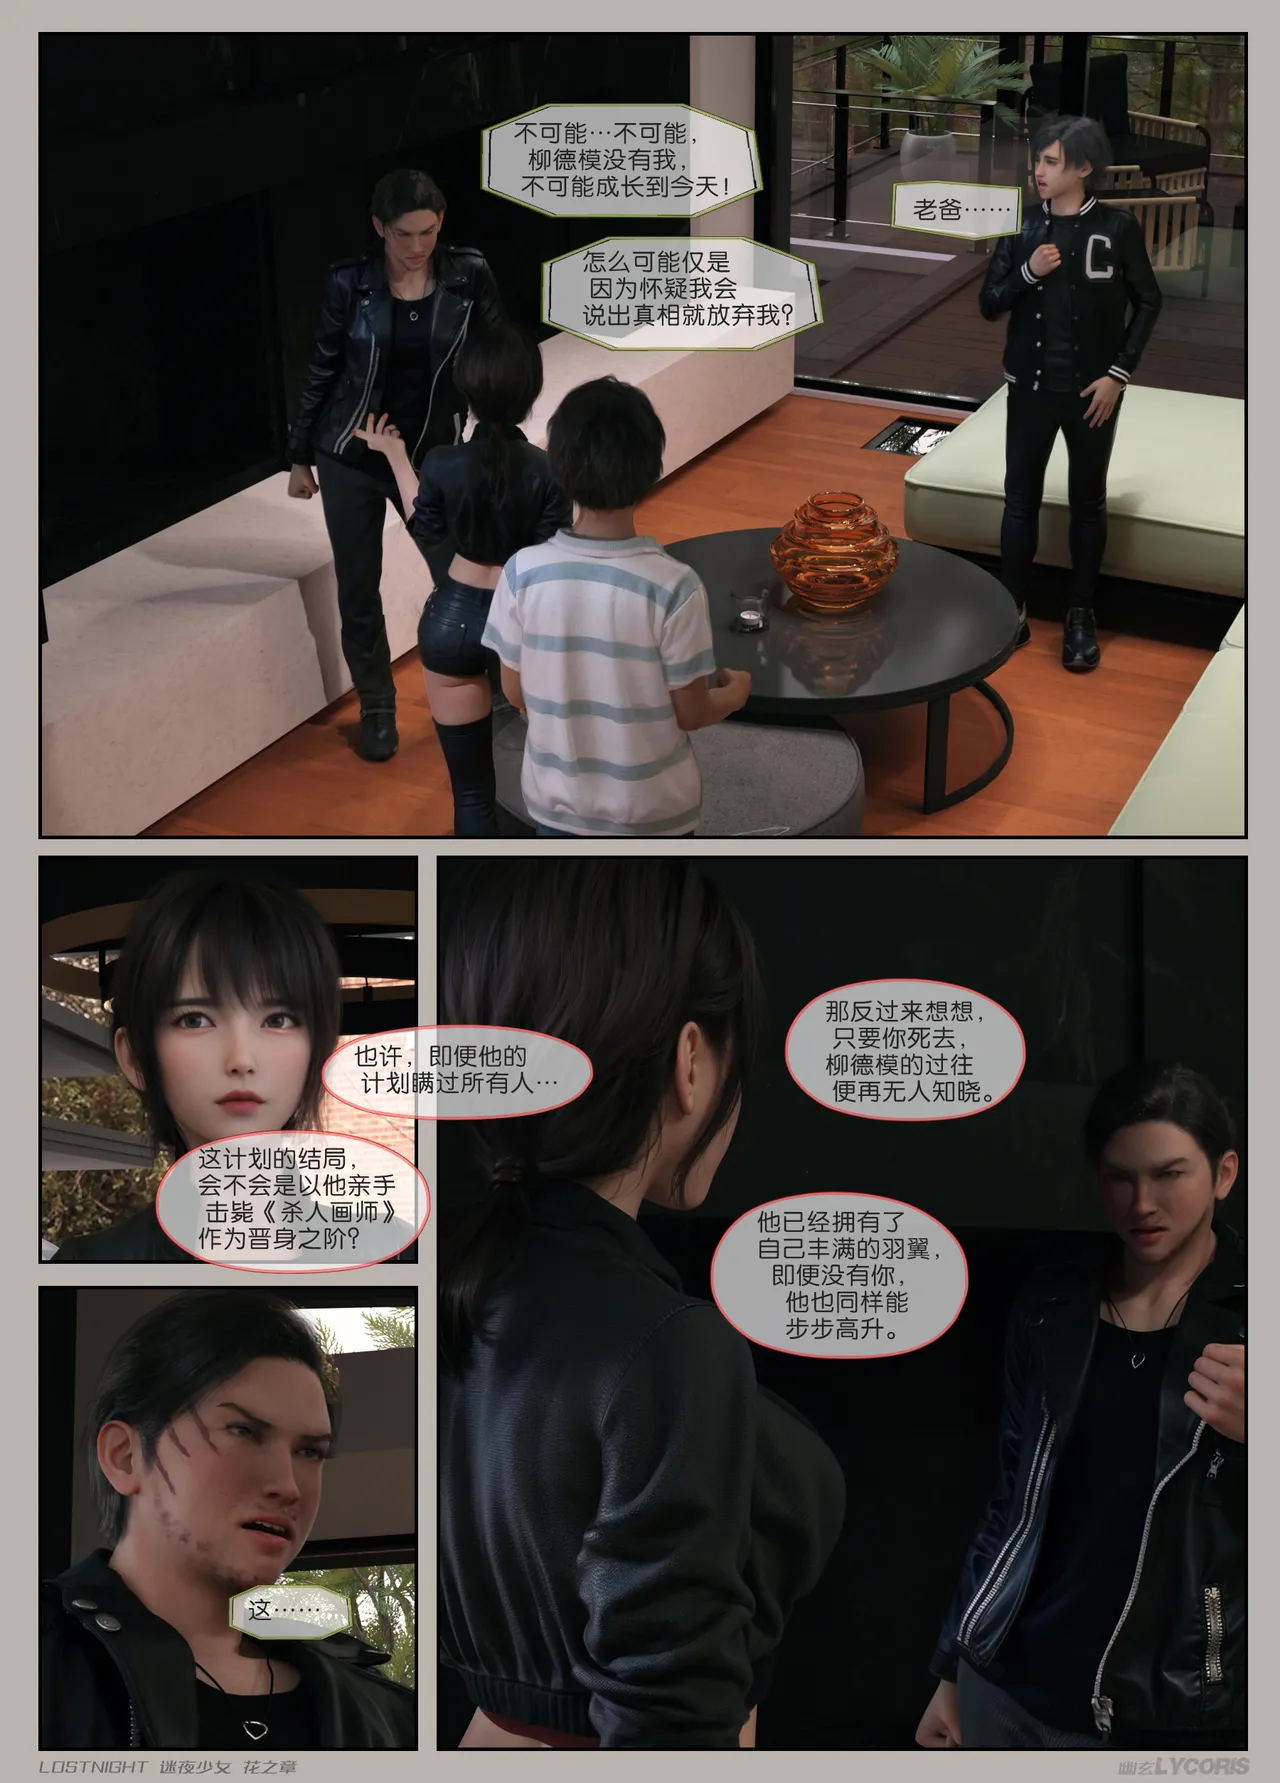 不可能…不可能，
柳德模没有我，
不可能成长到今天！
老爸……
怎么可能仅是
因为怀疑我会
说出真相就放弃我？
C
也许，即便他的
计划瞒过所有人…
这计划的结局，
会不会是以他亲手
击毙《杀人画师》
作为晋身之阶？
那反过来想想，
只要你死去，
柳德模的过往
便再无人知晓。
他已经拥有了
自己丰满的羽翼，
即便没有你，
他也同样能
步步高升。
这……
LOSTNIGHT 迷夜少女 花之章
幽玄LYCORIS